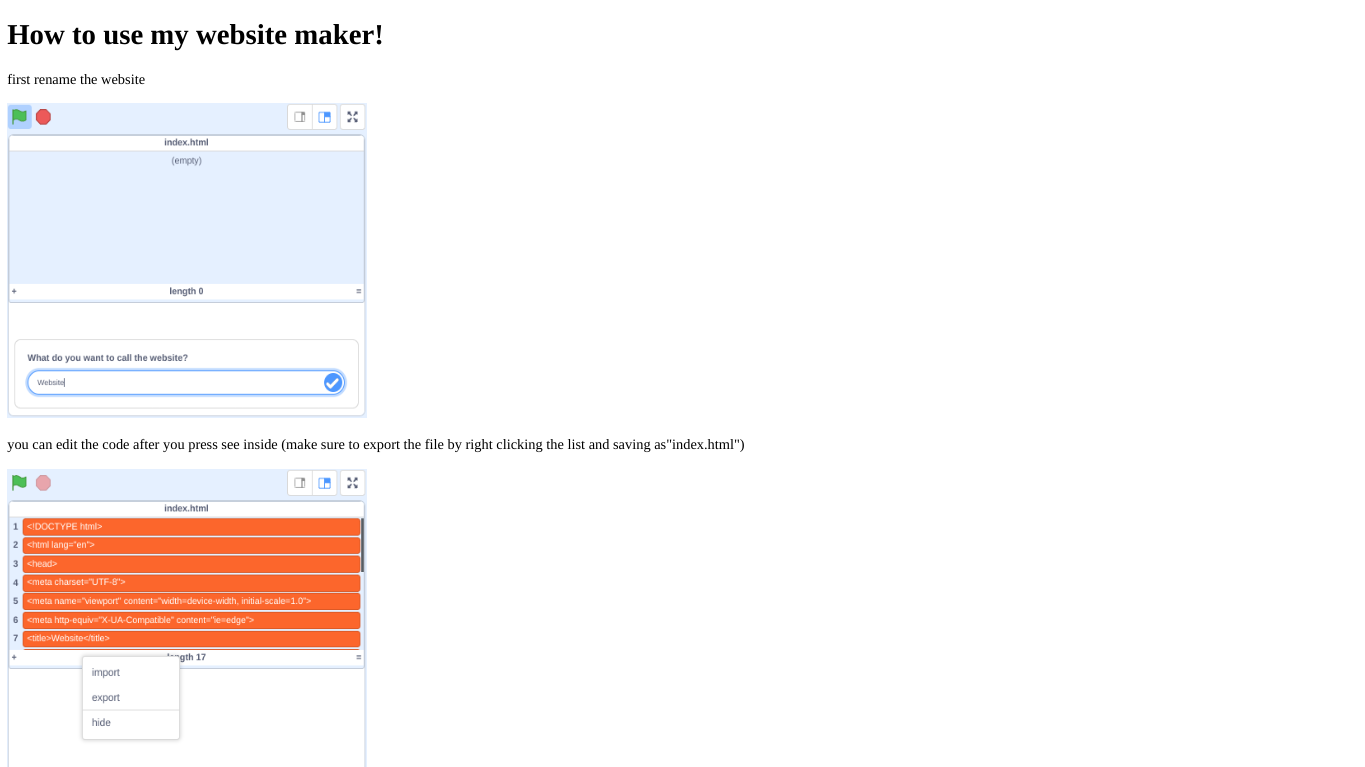 How to use my website maker!
first rename the website
index.html
(empty)
+ length 0 =
What do you want to call the website?
Website
you can edit the code after you press see inside (make sure to export the file by right clicking the list and saving as"index.html")
index.html
1 <!DOCTYPE html>
2 <html lang="en">
3 <head>
4 <meta charset="UTF-8">
5 <meta name="viewport" content="width=device-width, initial-scale=1.0">
6 <meta http-equiv="X-UA-Compatible" content="ie=edge">
7 <title>Website</title>
+ length 17 =
import
export
hide